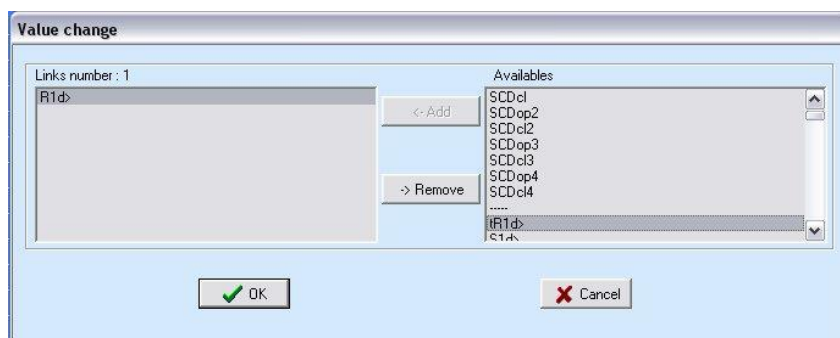 Value change
Links number : 1
Availables
R1d>
<- Add
-> Remove
SCDcl
SCDop2
SCDcl2
SCDop3
SCDcl3
SCDop4
SCDcl4
-----
tR1d>
S1d>
OK
Cancel